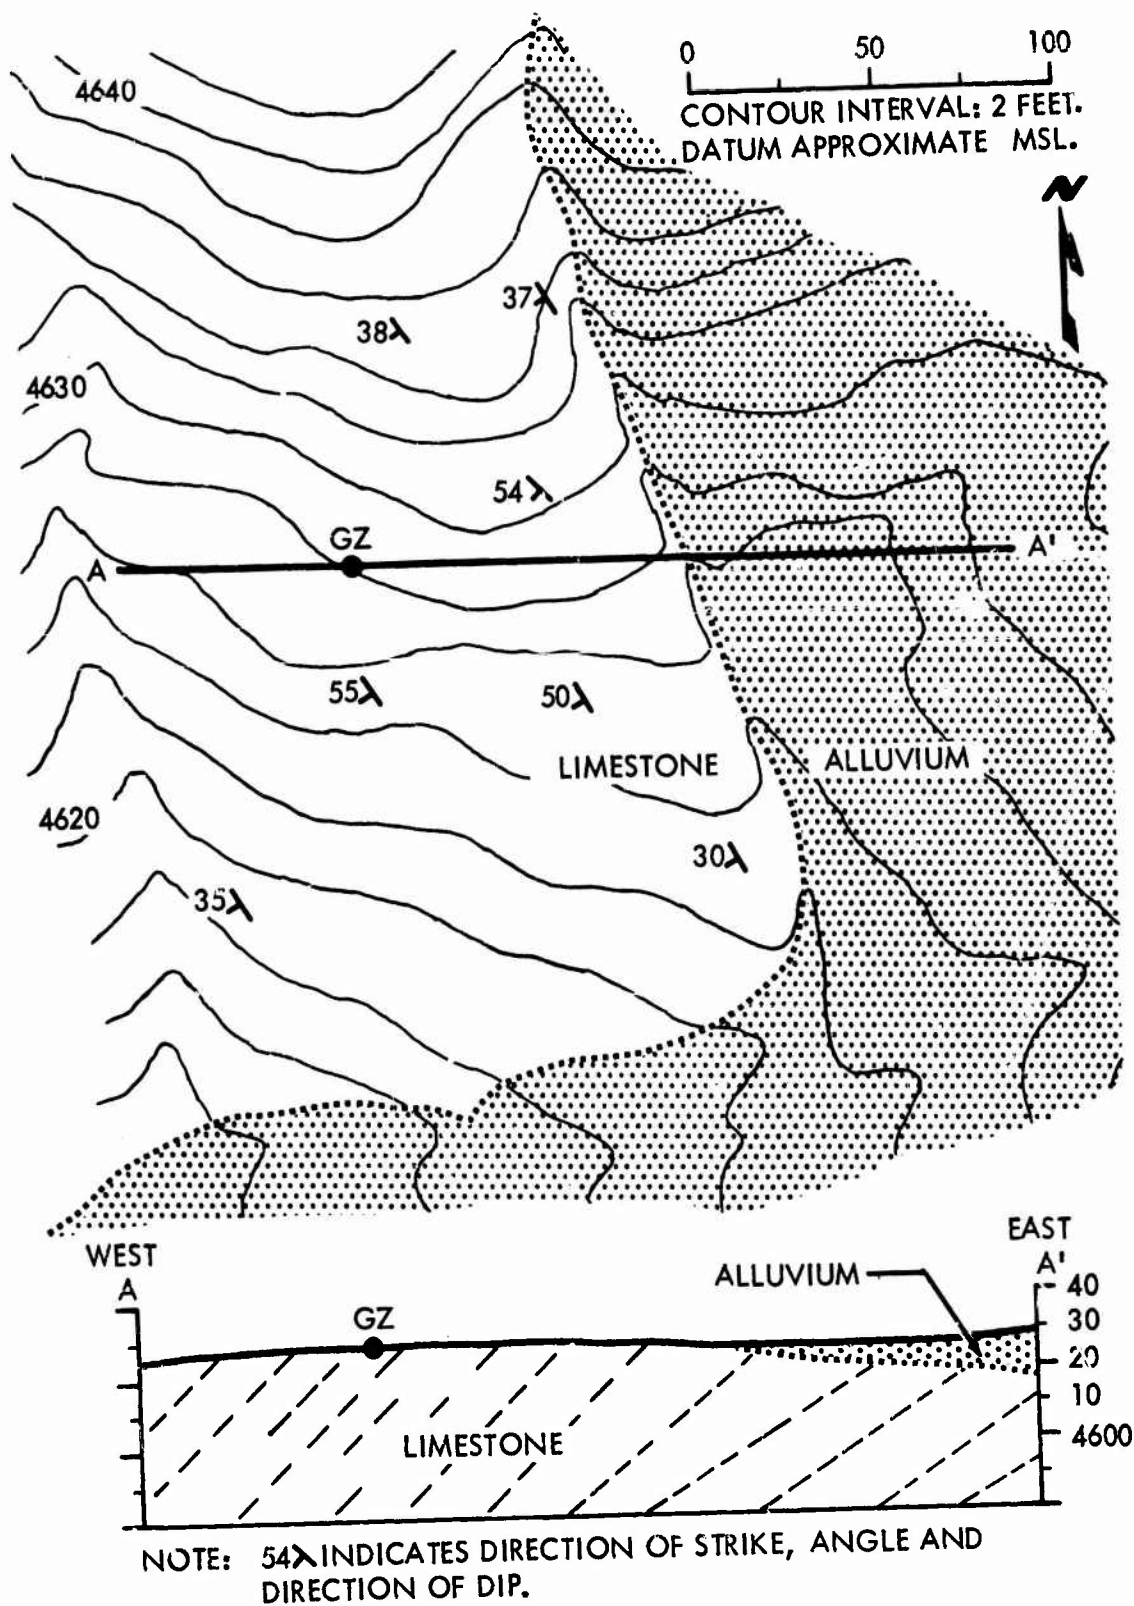 0 50 100
CONTOUR INTERVAL: 2 FEET.
DATUM APPROXIMATE MSL.
N
4640
37
38
4630
54
GZ
A
A'
55
50
LIMESTONE
ALLUVIUM
4620
30
35
WEST
A
EAST
A'
ALLUVIUM
40
GZ
30
20
10
LIMESTONE
4600
NOTE: 54 INDICATES DIRECTION OF STRIKE, ANGLE AND
DIRECTION OF DIP.